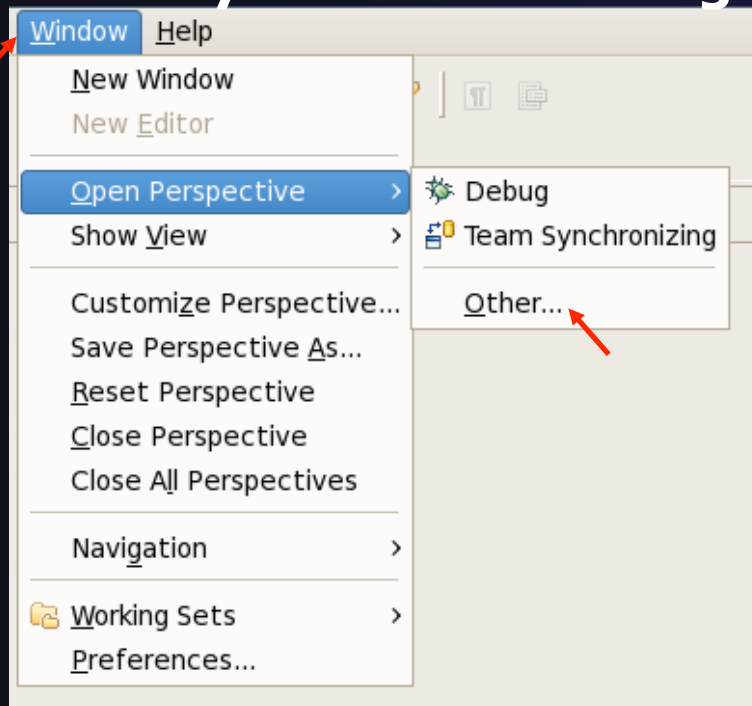 Window Help
New Window
New Editor
Open Perspective > Debug
Show View > Team Synchronizing
Customize Perspective...
Other...
Save Perspective As...
Reset Perspective
Close Perspective
Close All Perspectives
Navigation >
Working Sets >
Preferences...